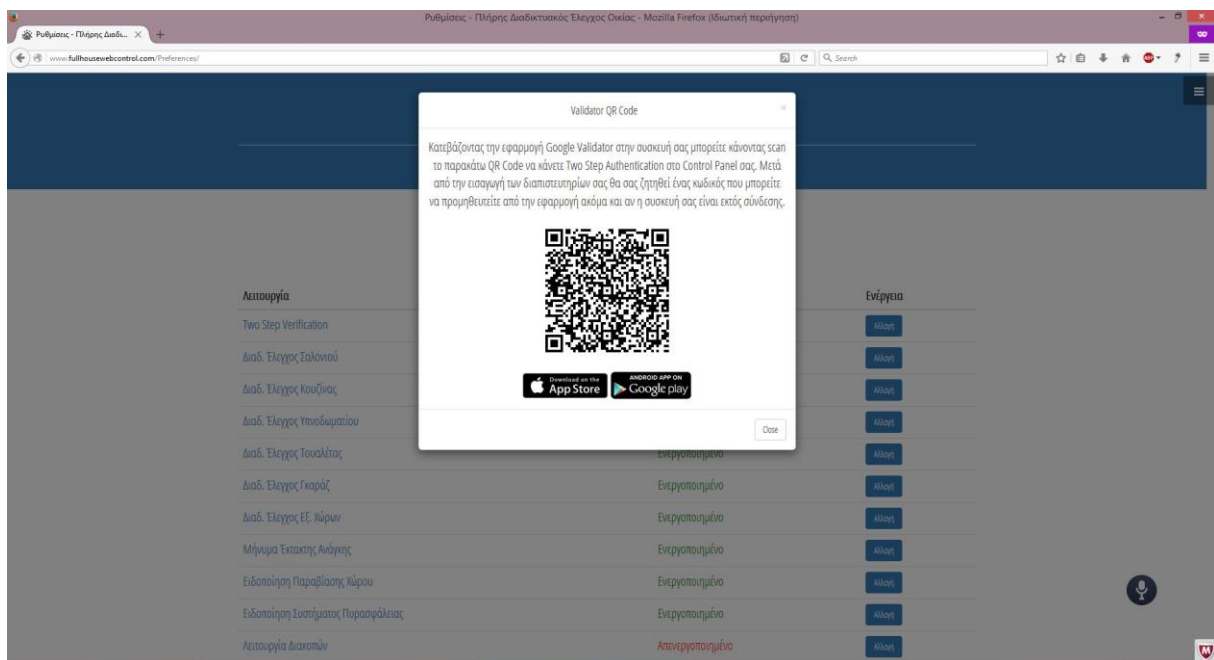 Ρυθμίσεις - Πλήρης Διαδικτυακός Έλεγχος Οικίας - Mozilla Firefox (Ιδιωτική περιήγηση)
Ρυθμίσεις - Πλήρης Διαδι...
www.fullhousewebcontrol.com/Preferences/
Search
Validator QR Code
Κατεβάζοντας την εφαρμογή Google Validator στην συσκευή σας μπορείτε κάνοντας scan
το παρακάτω QR Code να κάνετε Two Step Authentication στο Control Panel σας. Μετά
από την εισαγωγή των διαπιστευτηρίων σας θα σας ζητηθεί ένας κωδικός που μπορείτε
να προμηθευτείτε από την εφαρμογή ακόμα και αν η συσκευή σας είναι εκτός σύνδεσης.
Download on the App Store
ANDROID APP ON Google play
Close
Λειτουργία Ενέργεια
Two Step Verification Αλλαγή
Διαδ. Έλεγχος Σαλονιού Αλλαγή
Διαδ. Έλεγχος Κουζίνας Αλλαγή
Διαδ. Έλεγχος Υπνοδωματίου Αλλαγή
Διαδ. Έλεγχος Τουαλέτας Ενεργοποιημένο Αλλαγή
Διαδ. Έλεγχος Γκαράζ Ενεργοποιημένο Αλλαγή
Διαδ. Έλεγχος Εξ. Χώρων Ενεργοποιημένο Αλλαγή
Μήνυμα Έκτακτης Ανάγκης Ενεργοποιημένο Αλλαγή
Ειδοποίηση Παραβίασης Χώρου Ενεργοποιημένο Αλλαγή
Ειδοποίηση Συστήματος Πυρασφάλειας Ενεργοποιημένο Αλλαγή
Λειτουργία Διακοπών Απενεργοποιημένο Αλλαγή